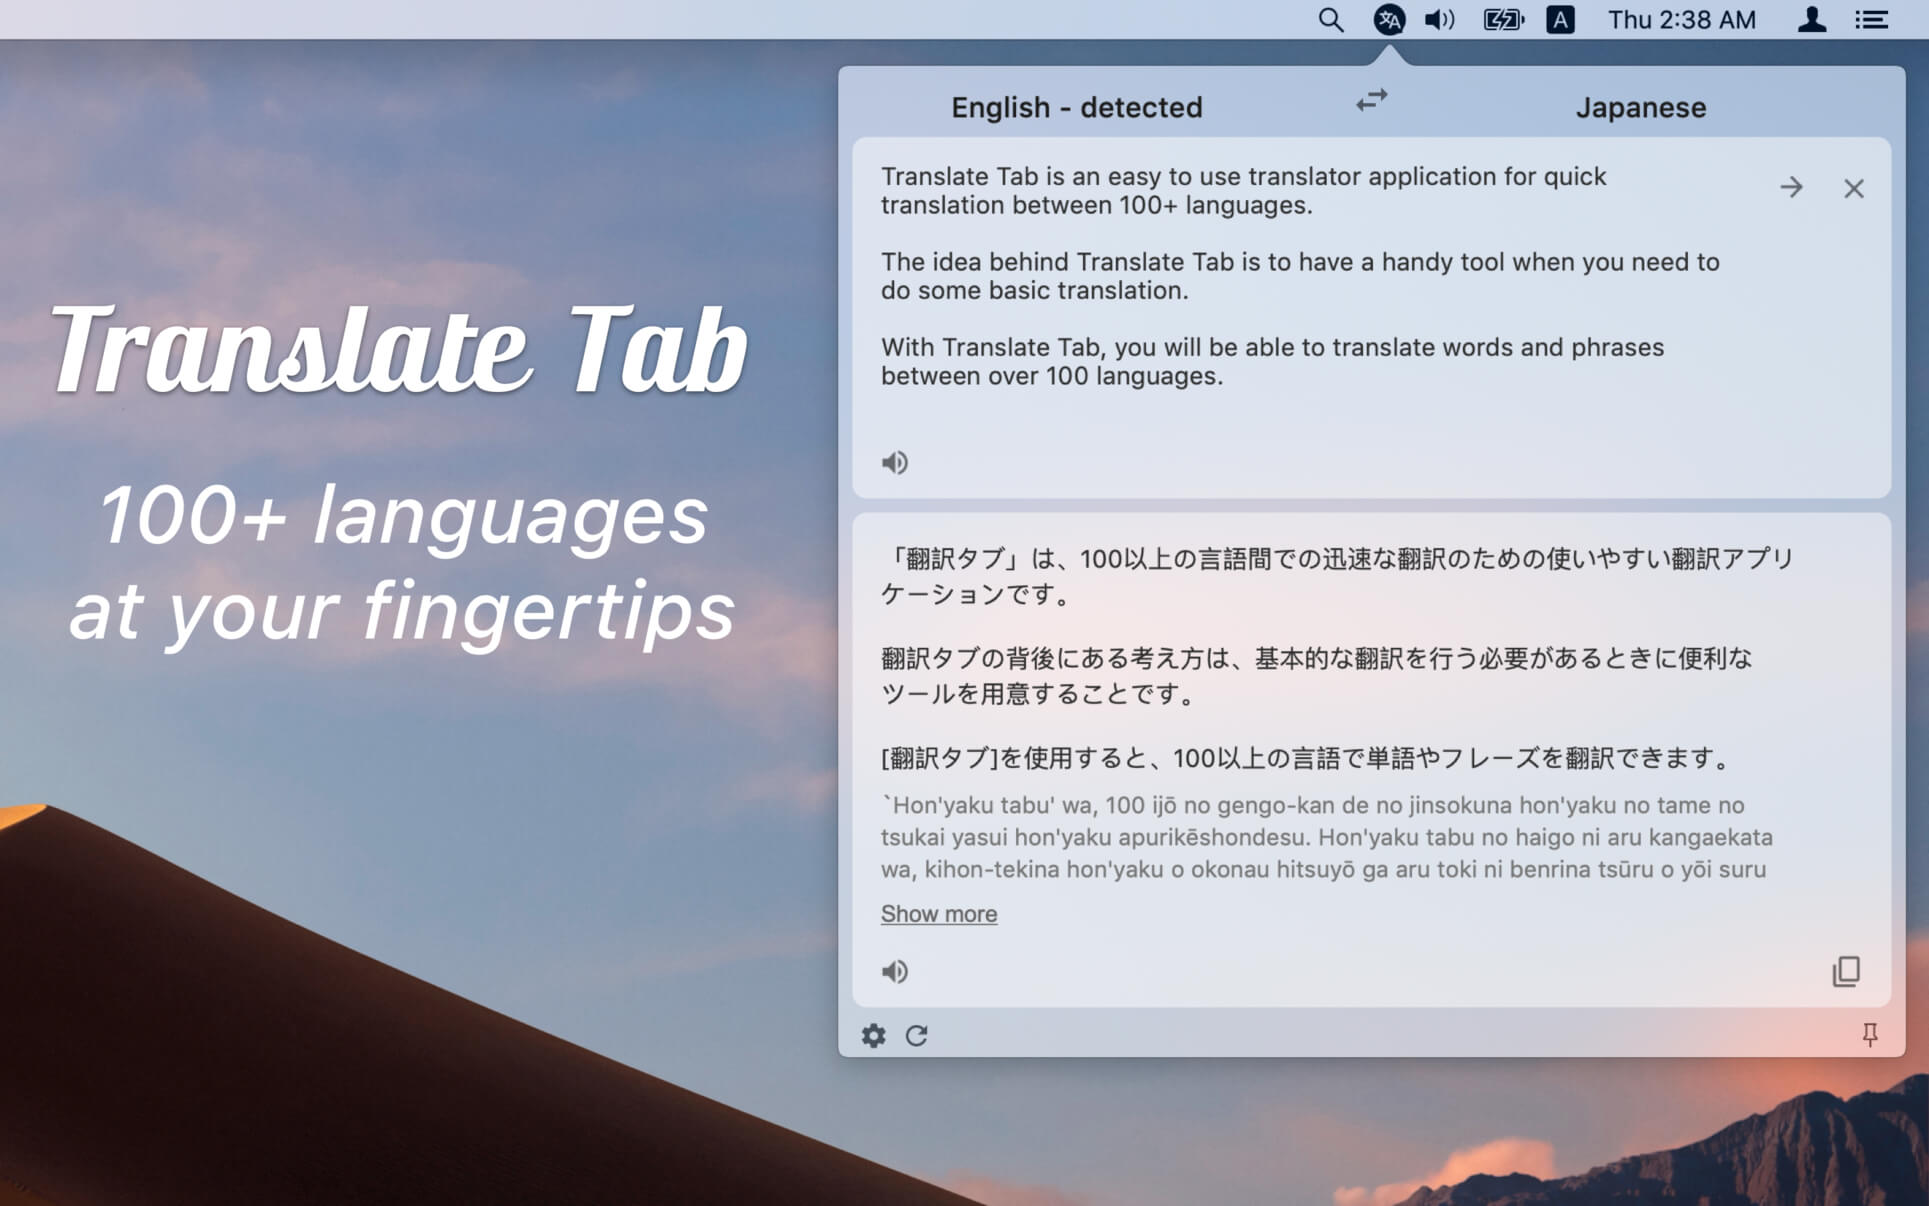 A
Thu 2:38 AM
Translate Tab
100+ languages
at your fingertips
English - detected
Japanese
Translate Tab is an easy to use translator application for quick
translation between 100+ languages.
The idea behind Translate Tab is to have a handy tool when you need to
do some basic translation.
With Translate Tab, you will be able to translate words and phrases
between over 100 languages.
「翻訳タブ」は、100以上の言語間での迅速な翻訳のための使いやすい翻訳アプリ
ケーションです。
翻訳タブの背後にある考え方は、基本的な翻訳を行う必要があるときに便利な
ツールを用意することです。
[翻訳タブ]を使用すると、100以上の言語で単語やフレーズを翻訳できます。
`Hon'yaku tabu' wa, 100 ijō no gengo-kan de no jinsokuna hon'yaku no tame no
tsukai yasui hon'yaku apurikēshondesu. Hon'yaku tabu no haigo ni aru kangaekata
wa, kihon-tekina hon'yaku o okonau hitsuyō ga aru toki ni benrina tsūru o yōi suru
Show more